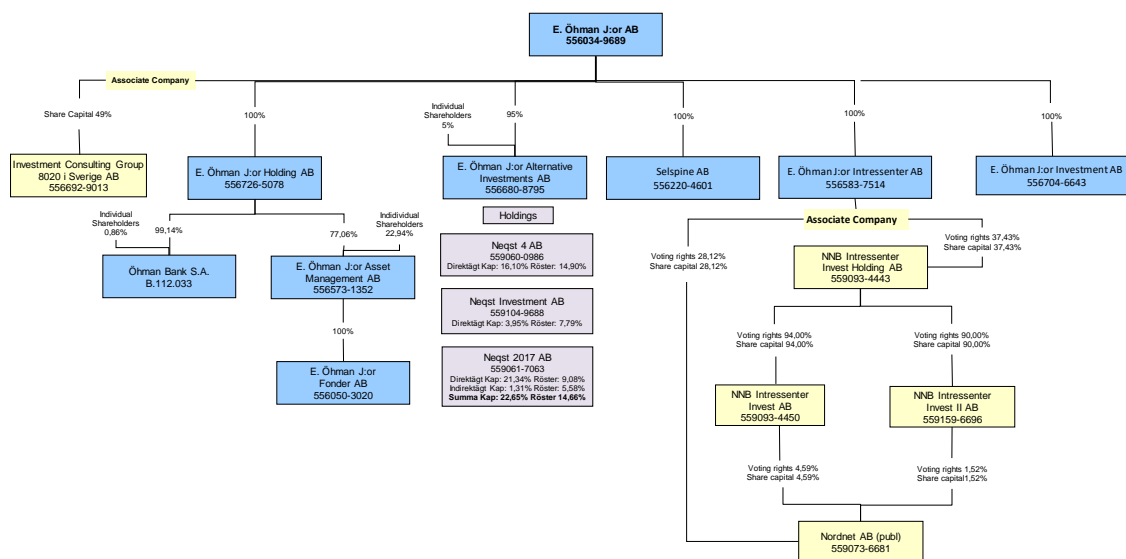 E. Öhman J:or AB
556034-9689
Associate Company
Share Capital 49%
100%
Individual
Shareholders
5%
95%
100%
100%
100%
Investment Consulting Group
8020 i Sverige AB
556692-9013
E. Öhman J:or Holding AB
556726-5078
E. Öhman J:or Alternative
Investments AB
556680-8795
Selspine AB
556220-4601
E. Öhman J:or Intressenter AB
556583-7514
E. Öhman J:or Investment AB
556704-6643
Individual
Shareholders
0,86%
99,14%
77,06%
Indidividual
Shareholders
22,94%
Öhman Bank S.A.
B.112.033
E. Öhman J:or Asset
Management AB
556573-1352
100%
E. Öhman J:or
Fonder AB
556050-3020
Holdings
Neqst 4 AB
559060-0986
Direktägt Kap: 16,10% Röster: 14,90%
Neqst Investment AB
559104-9688
Direktägt Kap: 3,95% Röster: 7,79%
Neqst 2017 AB
559061-7063
Direktägt Kap: 21,34% Röster: 9,08%
Indirektägt Kap: 1,31% Röster: 5,58%
Summa Kap: 22,65% Röster 14,66%
Associate Company
Voting rights 28,12%
Share capital 28,12%
Voting rights 37,43%
Share capital 37,43%
NNB Intressenter
Invest Holding AB
559093-4443
Voting rights 94,00%
Share capital 94,00%
Voting rights 90,00%
Share capital 90,00%
NNB Intressenter
Invest AB
559093-4450
NNB Intressenter
Invest II AB
559159-6696
Voting rights 4,59%
Share capital 4,59%
Voting rights 1,52%
Share capital1,52%
Nordnet AB (publ)
559073-6681